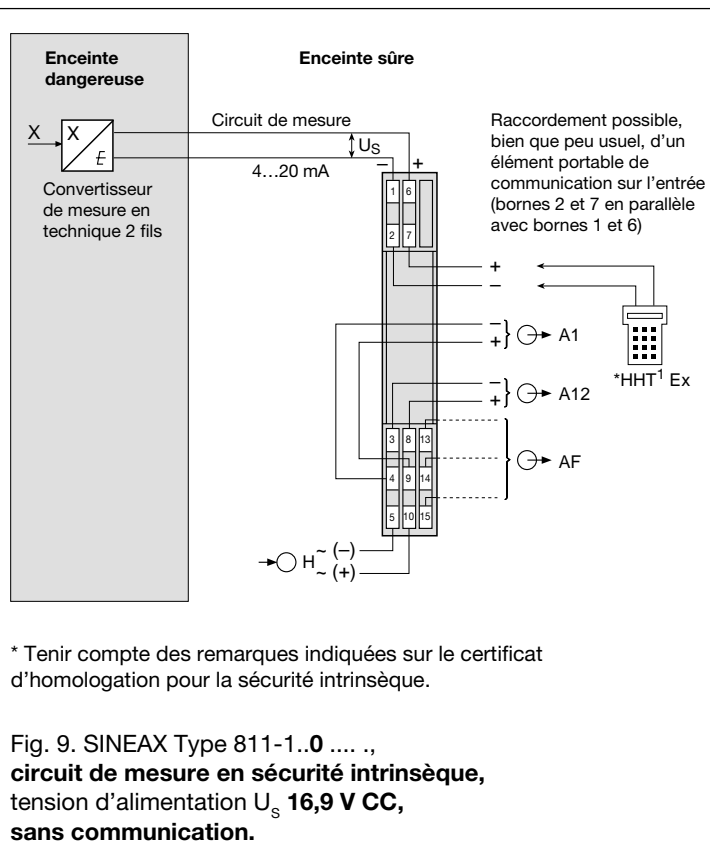 Enceinte
dangereuse
Enceinte sûre
X
X
E
Convertisseur
de mesure en
technique 2 fils
Circuit de mesure
US
4…20 mA
– +
1 6
2 7
Raccordement possible,
bien que peu usuel, d'un
élément portable de
communication sur l'entrée
(bornes 2 et 7 en parallèle
avec bornes 1 et 6)
+
–
*HHT1 Ex
–
+
} A1
–
+
} A12
} AF
3 8 13
4 9 14
5 10 15
H ~ (–)
~ (+)
* Tenir compte des remarques indiquées sur le certificat
d'homologation pour la sécurité intrinsèque.
Fig. 9. SINEAX Type 811-1..0 .... .,
circuit de mesure en sécurité intrinsèque,
tension d'alimentation US 16,9 V CC,
sans communication.